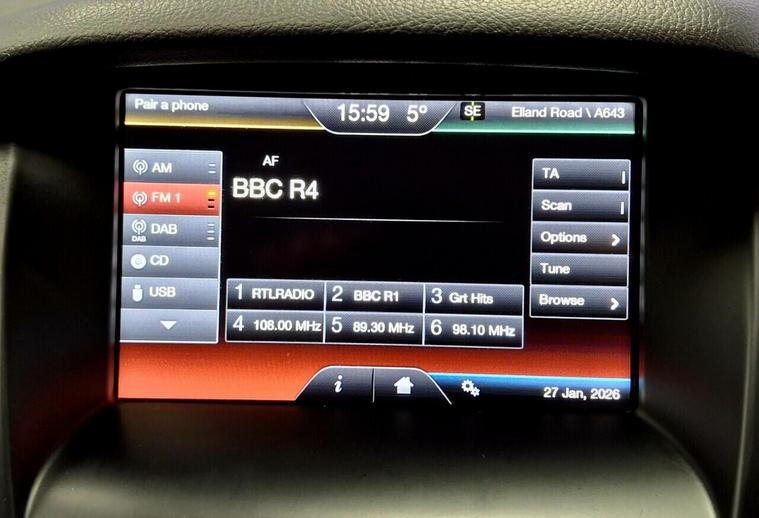 Pair a phone 15:59 5° SE Elland Road \ A643
AM
FM 1
DAB
DAB
CD
USB
AF
BBC R4
TA
Scan
Options
Tune
Browse
1 RTLRADIO 2 BBC R1 3 Grt Hits
4 108.00 MHz 5 89.30 MHz 6 98.10 MHz
i
27 Jan, 2026